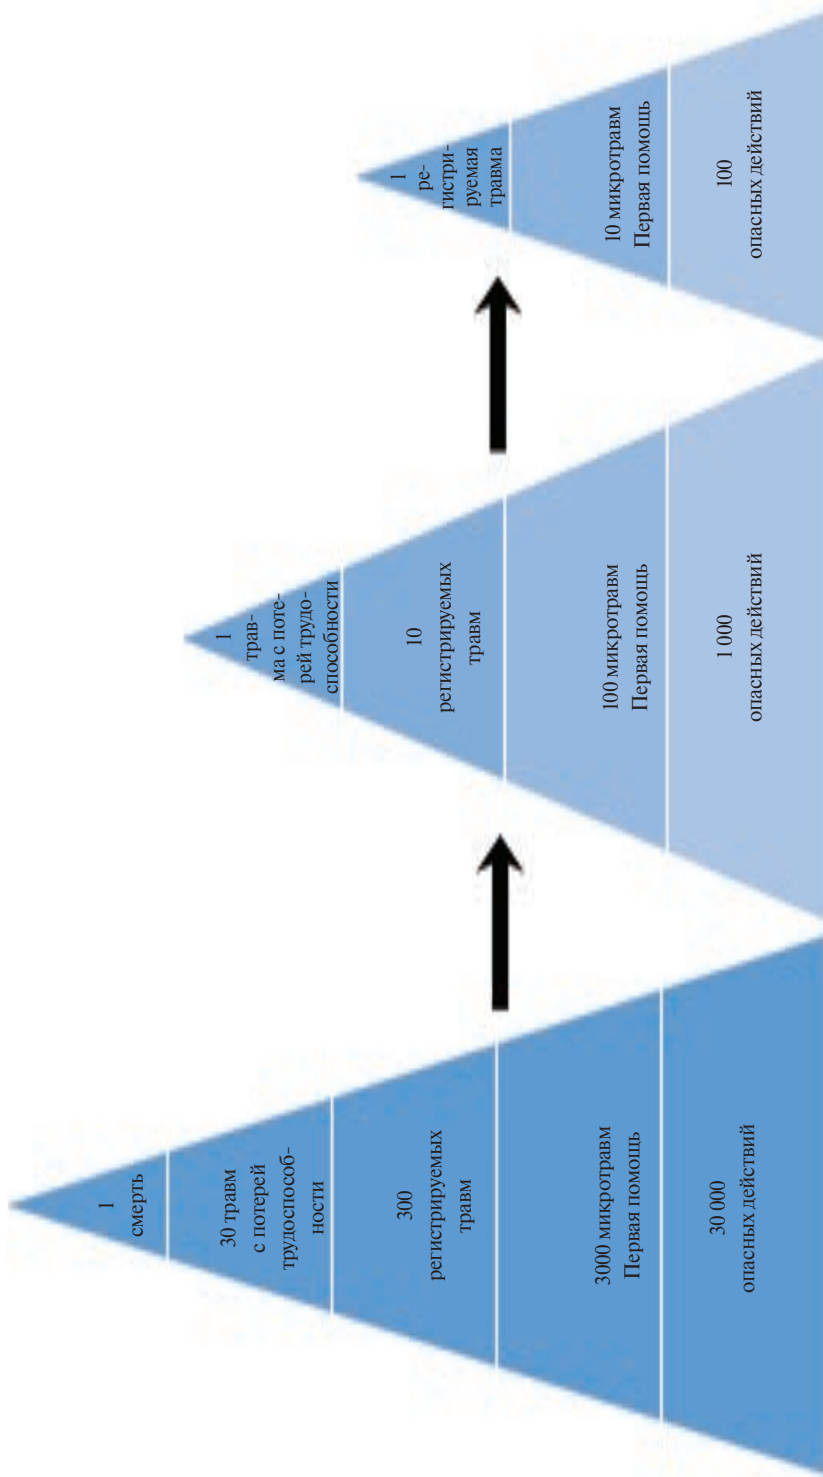 1
смерть
30 травм
с потерей
трудоспособ-
ности
300
регистрируемых
травм
3000 микротравм
Первая помощь
30 000
опасных действий
1
трав-
ма с поте-
рей трудо-
способности
10
регистрируемых
травм
100 микротравм
Первая помощь
1 000
опасных действий
1
ре-
гистри-
руемая
травма
10 микротравм
Первая помощь
100
опасных действий